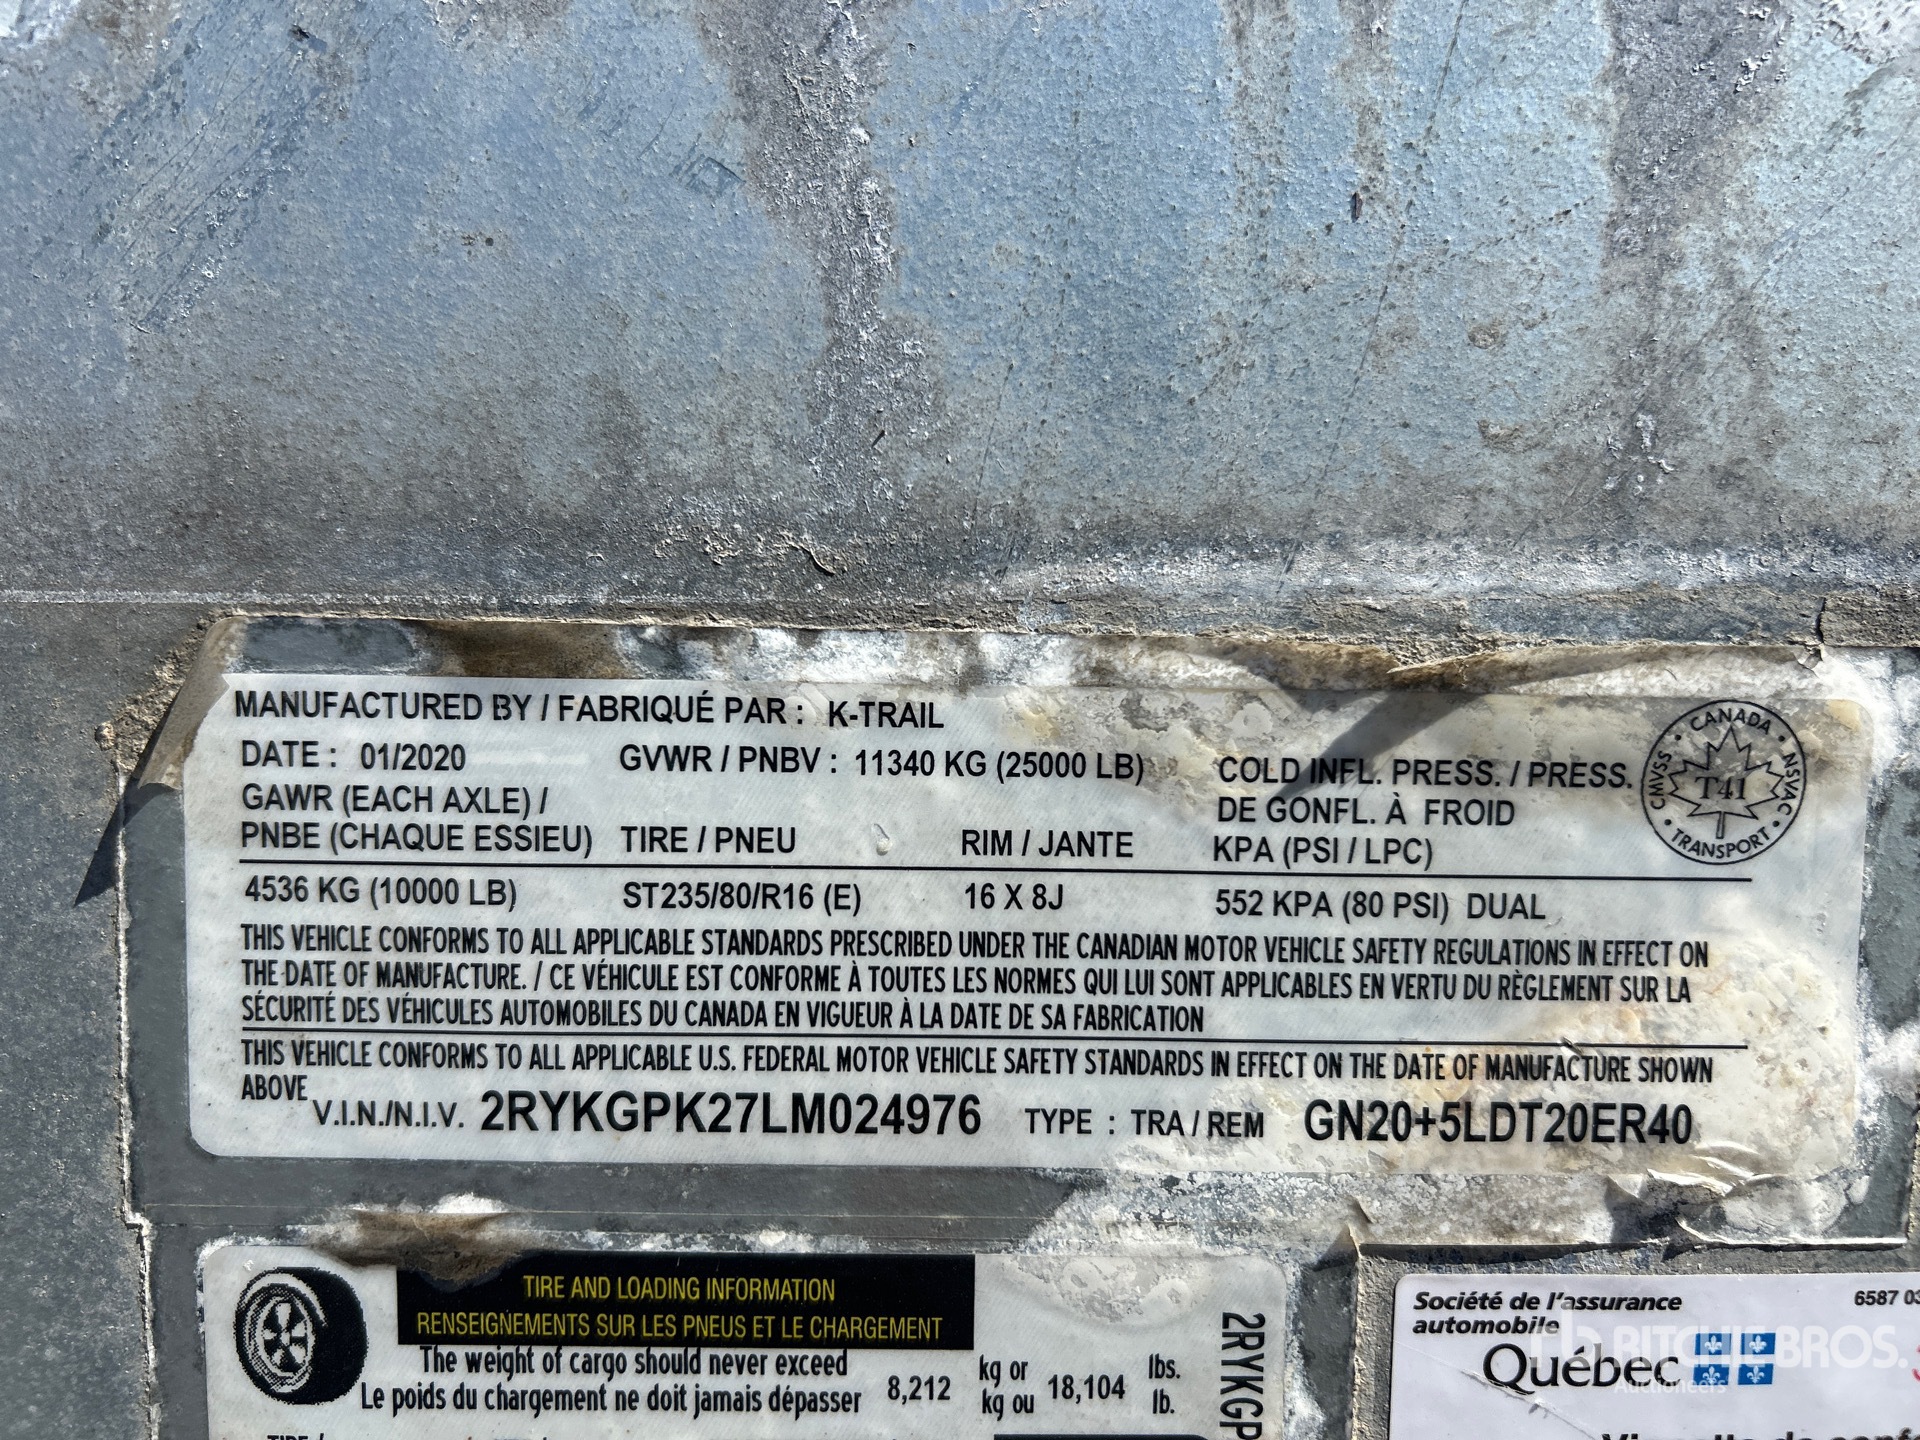 MANUFACTURED BY / FABRIQUÉ PAR : K-TRAIL
DATE : 01/2020 GVWR / PNBV : 11340 KG (25000 LB)
GAWR (EACH AXLE) /
PNBE (CHAQUE ESSIEU) TIRE / PNEU RIM / JANTE
COLD INFL. PRESS. / PRESS.
DE GONFL. À FROID
KPA (PSI / LPC)
CANADA
CMVSS NSVAC
T41
TRANSPORT
4536 KG (10000 LB) ST235/80/R16 (E) 16 X 8J 552 KPA (80 PSI) DUAL
THIS VEHICLE CONFORMS TO ALL APPLICABLE STANDARDS PRESCRIBED UNDER THE CANADIAN MOTOR VEHICLE SAFETY REGULATIONS IN EFFECT ON
THE DATE OF MANUFACTURE. / CE VÉHICULE EST CONFORME À TOUTES LES NORMES QUI LUI SONT APPLICABLES EN VERTU DU RÈGLEMENT SUR LA
SÉCURITÉ DES VÉHICULES AUTOMOBILES DU CANADA EN VIGUEUR À LA DATE DE SA FABRICATION
THIS VEHICLE CONFORMS TO ALL APPLICABLE U.S. FEDERAL MOTOR VEHICLE SAFETY STANDARDS IN EFFECT ON THE DATE OF MANUFACTURE SHOWN
ABOVE
V.I.N./N.I.V. 2RYKGPK27LM024976 TYPE : TRA / REM GN20+5LDT20ER40
TIRE AND LOADING INFORMATION
RENSEIGNEMENTS SUR LES PNEUS ET LE CHARGEMENT
The weight of cargo should never exceed
Le poids du chargement ne doit jamais dépasser
8,212 kg or
kg ou 18,104 lbs.
lb.
2RYKGP
Société de l'assurance
automobile
Québec
6587 03
RITCHIE BROS.
Auctioneers